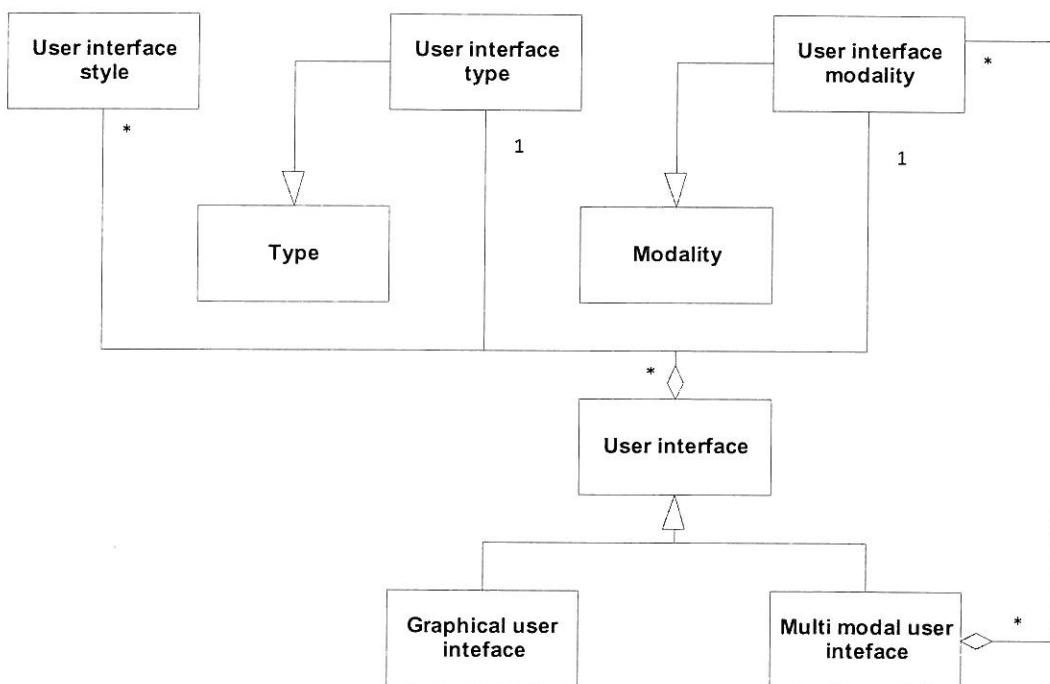 User interface
style
User interface
type
User interface
modality
*
*
1
1
Type
Modality
*
User interface
Graphical user
inteface
Multi modal user
inteface
*